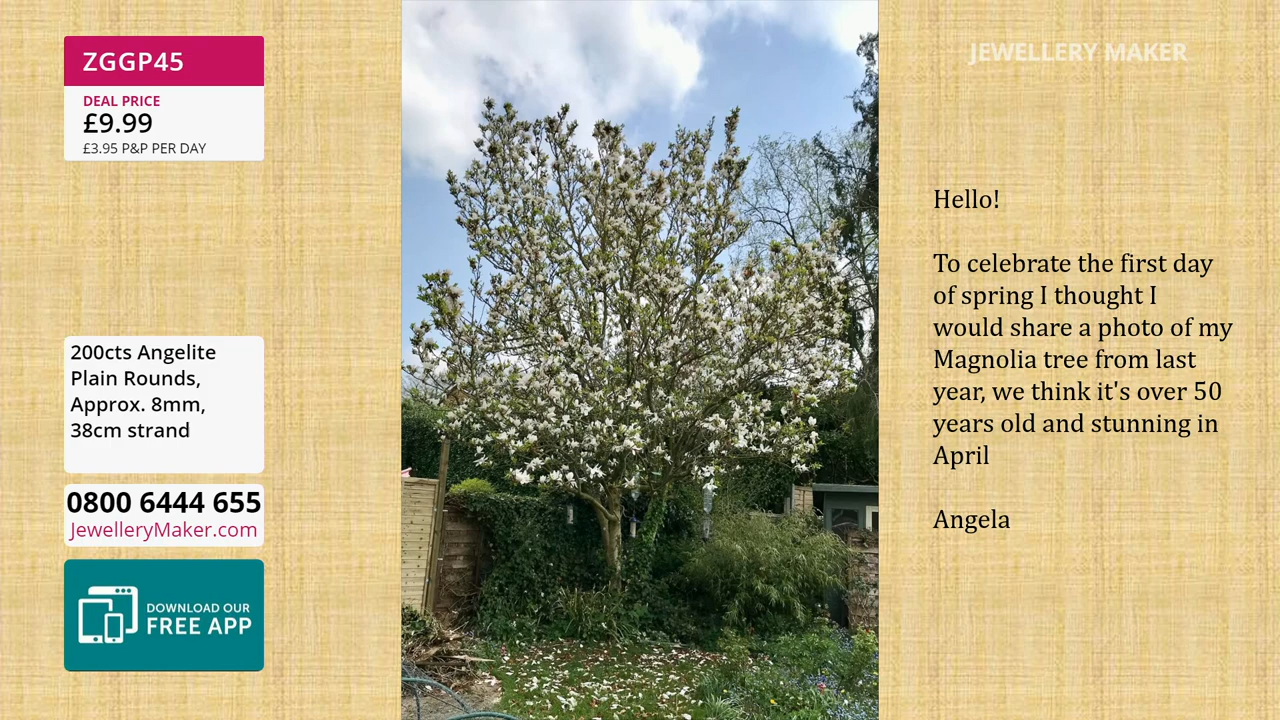 ZGGP45
DEAL PRICE
£9.99
£3.95 P&P PER DAY
200cts Angelite
Plain Rounds,
Approx. 8mm,
38cm strand
0800 6444 655
JewelleryMaker.com
DOWNLOAD OUR
FREE APP
JEWELLERY MAKER
Hello!
To celebrate the first day
of spring I thought I
would share a photo of my
Magnolia tree from last
year, we think it's over 50
years old and stunning in
April
Angela